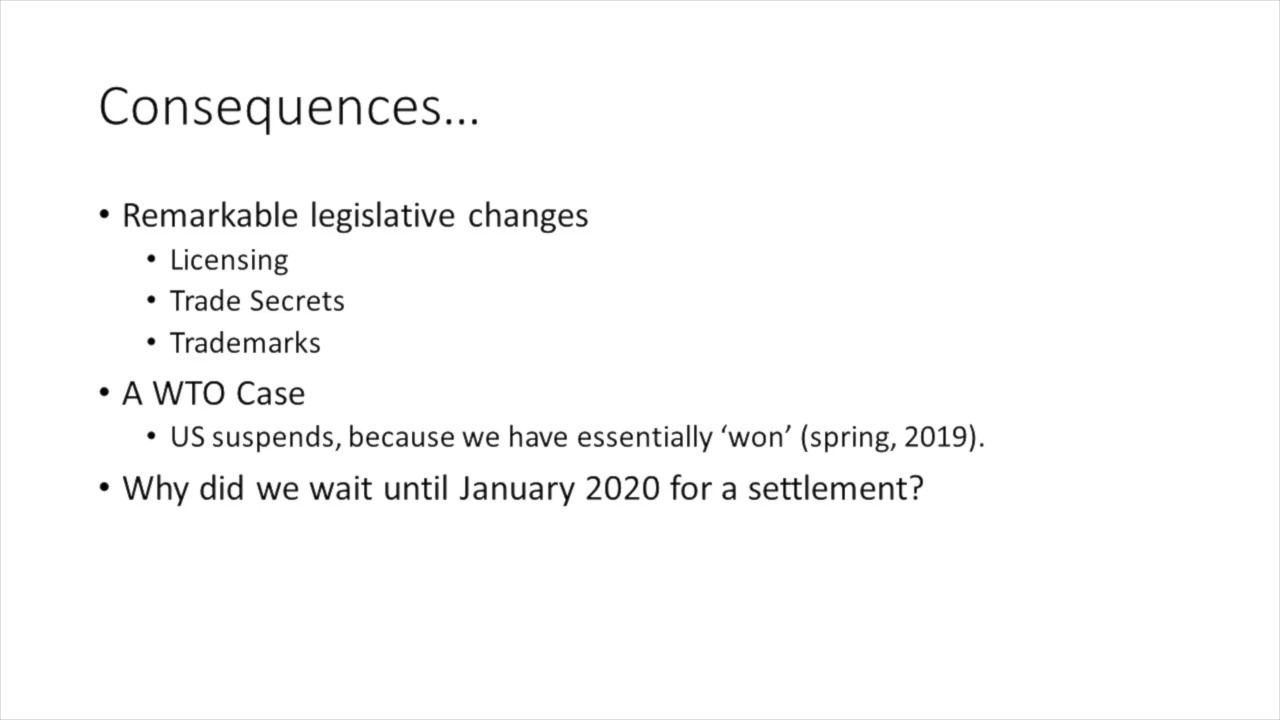 Consequences...
• Remarkable legislative changes
• Licensing
• Trade Secrets
• Trademarks
• A WTO Case
• US suspends, because we have essentially ‘won’ (spring, 2019).
• Why did we wait until January 2020 for a settlement?